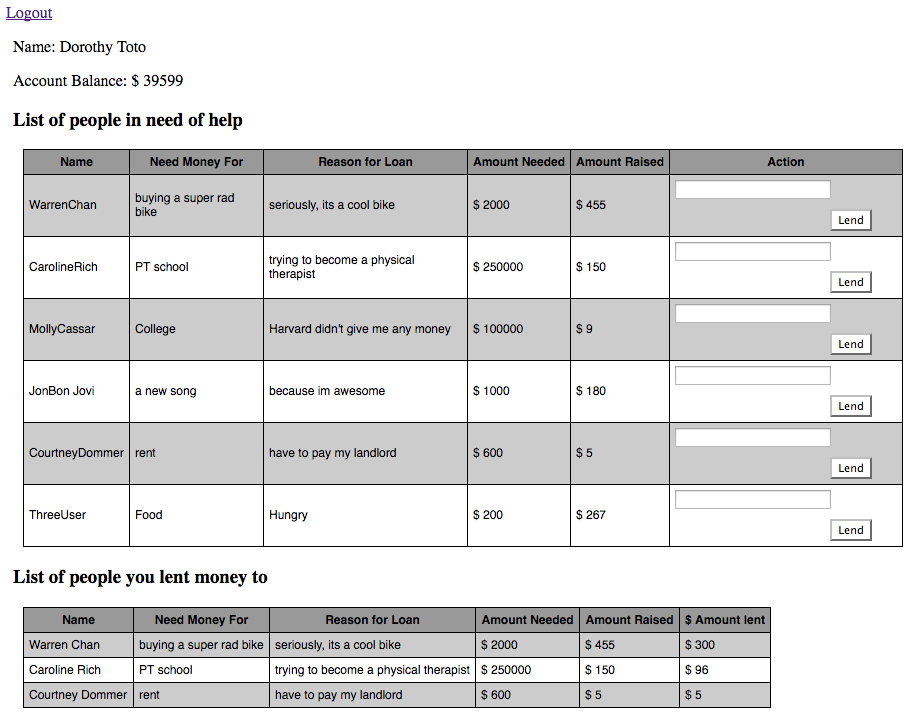 Logout
Name: Dorothy Toto
Account Balance: $ 39599
List of people in need of help
Name Need Money For Reason for Loan Amount Needed Amount Raised Action
WarrenChan buying a super rad bike seriously, its a cool bike $ 2000 $ 455 Lend
CarolineRich PT school trying to become a physical therapist $ 250000 $ 150 Lend
MollyCassar College Harvard didn't give me any money $ 100000 $ 9 Lend
JonBon Jovi a new song because im awesome $ 1000 $ 180 Lend
CourtneyDommer rent have to pay my landlord $ 600 $ 5 Lend
ThreeUser Food Hungry $ 200 $ 267 Lend
List of people you lent money to
Name Need Money For Reason for Loan Amount Needed Amount Raised $ Amount lent
Warren Chan buying a super rad bike seriously, its a cool bike $ 2000 $ 455 $ 300
Caroline Rich PT school trying to become a physical therapist $ 250000 $ 150 $ 96
Courtney Dommer rent have to pay my landlord $ 600 $ 5 $ 5